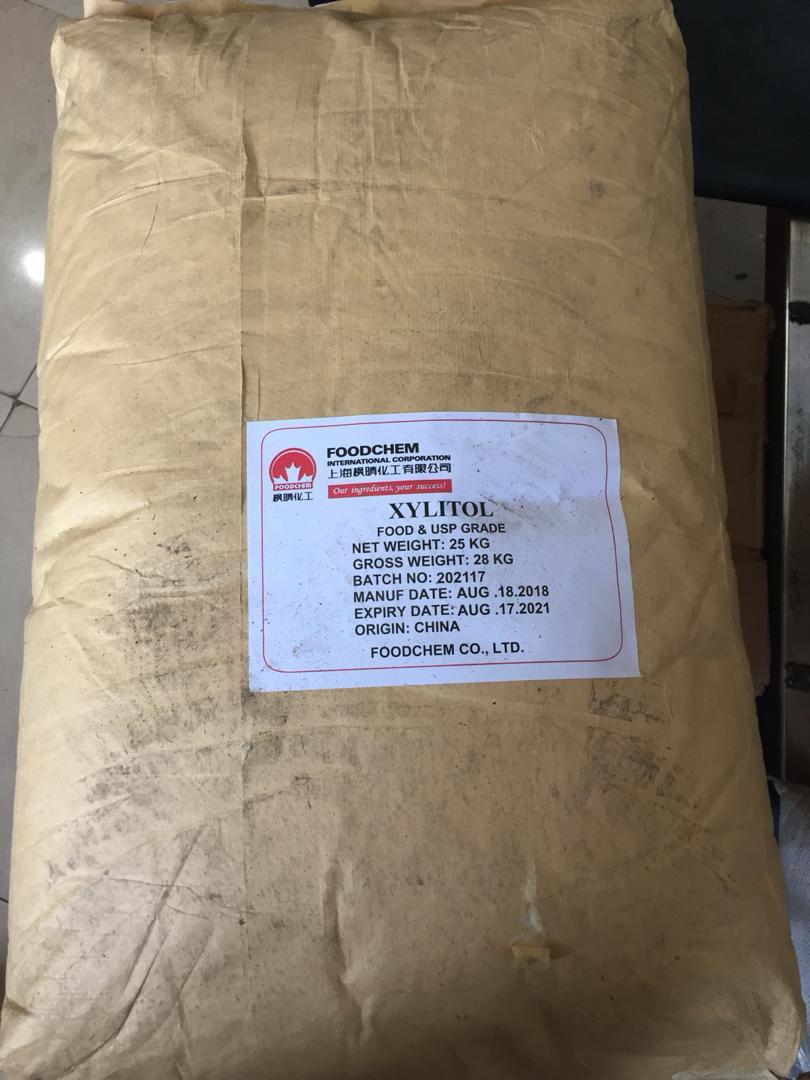 FOODCHEM
INTERNATIONAL CORPORATION
上海枫晴化工有限公司
FOODCHEM
枫晴化工
Our ingredients, your success!
XYLITOL
FOOD & USP GRADE
NET WEIGHT: 25 KG
GROSS WEIGHT: 28 KG
BATCH NO: 202117
MANUF DATE: AUG .18.2018
EXPIRY DATE: AUG .17.2021
ORIGIN: CHINA
FOODCHEM CO., LTD.